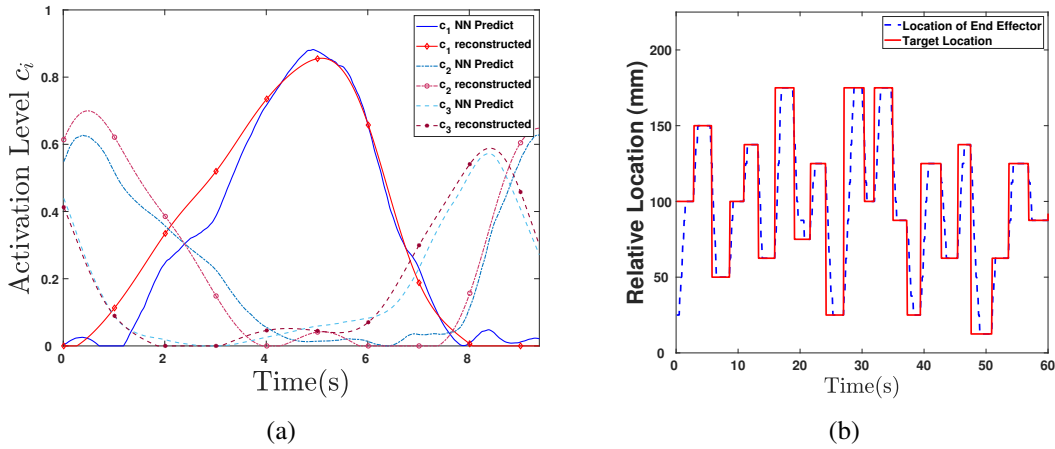 1
0.8
0.6
0.4
0.2
0
Activation Level c_i
0 2 4 6 8
Time(s)
c_1 NN Predict
c_1 reconstructed
c_2 NN Predict
c_2 reconstructed
c_3 NN Predict
c_3 reconstructed
(a)
200
150
100
50
0
Relative Location (mm)
0 10 20 30 40 50 60
Time(s)
Location of End Effector
Target Location
(b)